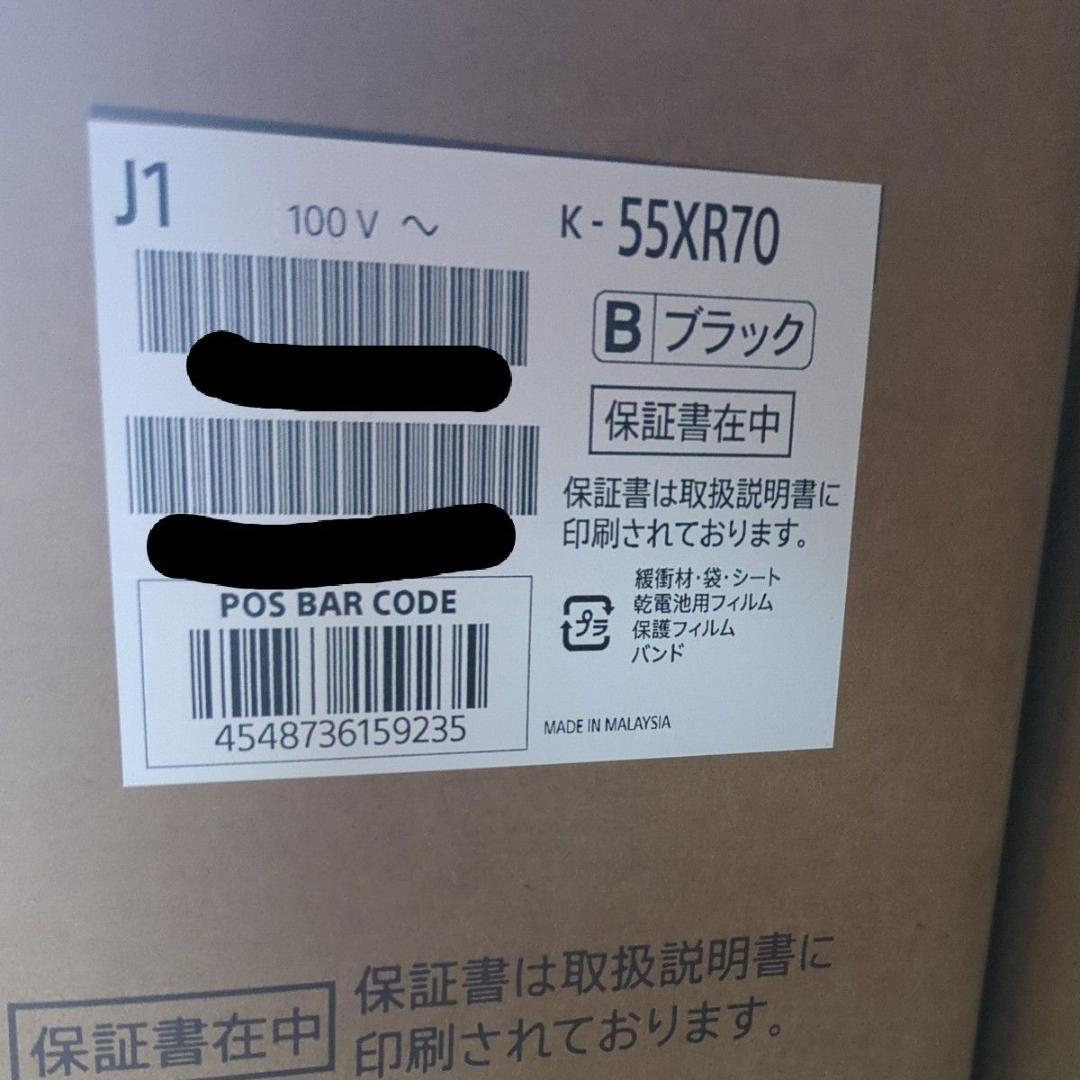 J1
100 V ～
K- 55XR70
B ブラック
保証書在中
保証書は取扱説明書に
印刷されております。
プラ
緩衝材・袋・シート
乾電池用フィルム
保護フィルム
バンド
POS BAR CODE
4548736159235
MADE IN MALAYSIA
保証書在中
保証書は取扱説明書に
印刷されております。